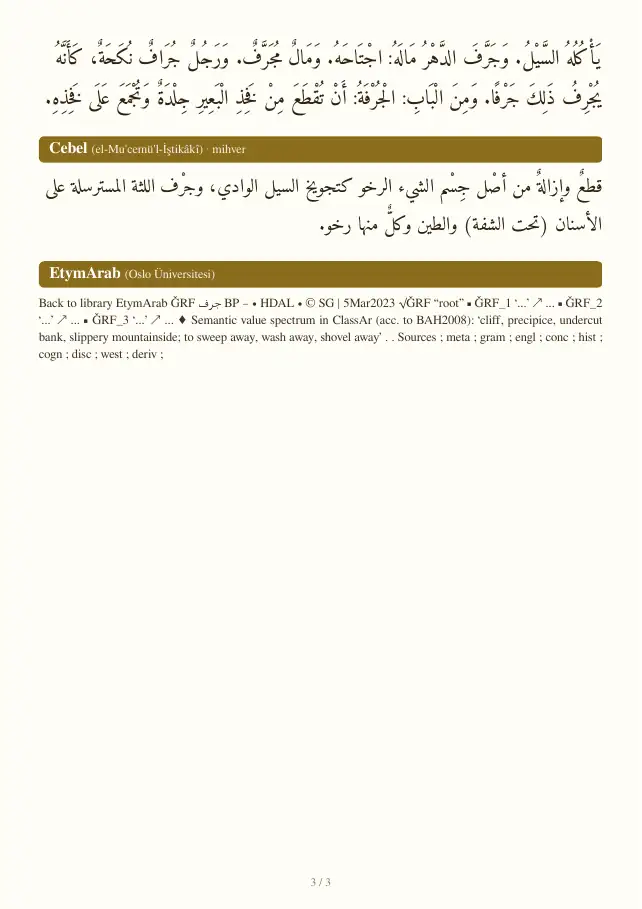 يَأْكُلُهُ السَّيْلُ. وَجَرَّفَ الدَّهْرُ مَالَهُ: اجْتَاحَهُ. وَمَالٌ مُجَرَّفٌ. وَرَجُلٌ جُرَافٌ نُكَحَةٌ، كَأَنَّهُ
يُجْرِفُ ذَلِكَ جَرْفًا. وَمِنَ الْبَابِ: الْجُرْفَةُ: أَنْ تُقْطَعَ مِنْ فَخِذِ الْبَعِيرِ جِلْدَةٌ وَتُجْمَعَ عَلَى فَخِذِهِ.
Cebel (el-Mu'cemü'l-İştikâkî) · mihver
قطعٌ وإزالةٌ من أصْل جِسْم الشيء الرخو كتجويخ السيل الوادي، وجرْف اللثة المسترسلة على
الأسنان (تحت الشفة) والطين وكلٌّ منها رخو.
EtymArab (Oslo Üniversitesi)
Back to library EtymArab ǦRF جرف BP – • HDAL • © SG | 5Mar2023 √ǦRF “root” ▪ ǦRF_1 ‘...’ ↗ ... ▪ ǦRF_2
‘...’ ↗ ... ▪ ǦRF_3 ‘...’ ↗ ... ♦ Semantic value spectrum in ClassAr (acc. to BAH2008): ‘cliff, precipice, undercut
bank, slippery mountainside; to sweep away, wash away, shovel away’ . . Sources ; meta ; gram ; engl ; conc ; hist ;
cogn ; disc ; west ; deriv ;
3 / 3